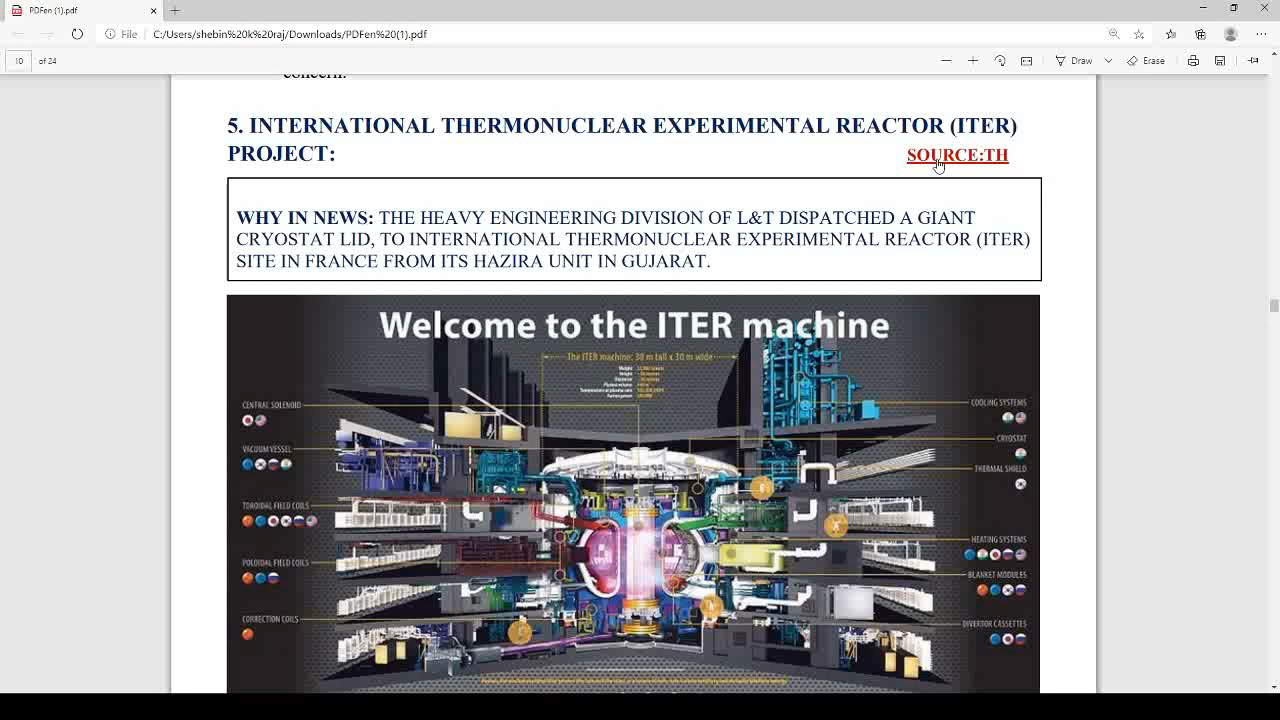 PDFen (1).pdf
File
C:/Users/shebin%20k%20raj/Downloads/PDFen%20(1).pdf
10 of 24
Draw
Erase
concern.
5. INTERNATIONAL THERMONUCLEAR EXPERIMENTAL REACTOR (ITER)
PROJECT:
SOURCE:TH
WHY IN NEWS: THE HEAVY ENGINEERING DIVISION OF L&T DISPATCHED A GIANT
CRYOSTAT LID, TO INTERNATIONAL THERMONUCLEAR EXPERIMENTAL REACTOR (ITER)
SITE IN FRANCE FROM ITS HAZIRA UNIT IN GUJARAT.
Welcome to the ITER machine
The ITER machine: 30 m tall x 30 m wide
CENTRAL SOLENOID
VACUUM VESSEL
TOROIDAL FIELD COILS
POLOIDAL FIELD COILS
CORRECTION COILS
COOLING SYSTEMS
CRYOSTAT
THERMAL SHIELD
HEATING SYSTEMS
BLANKET MODULES
DIVERTOR CASSETTES